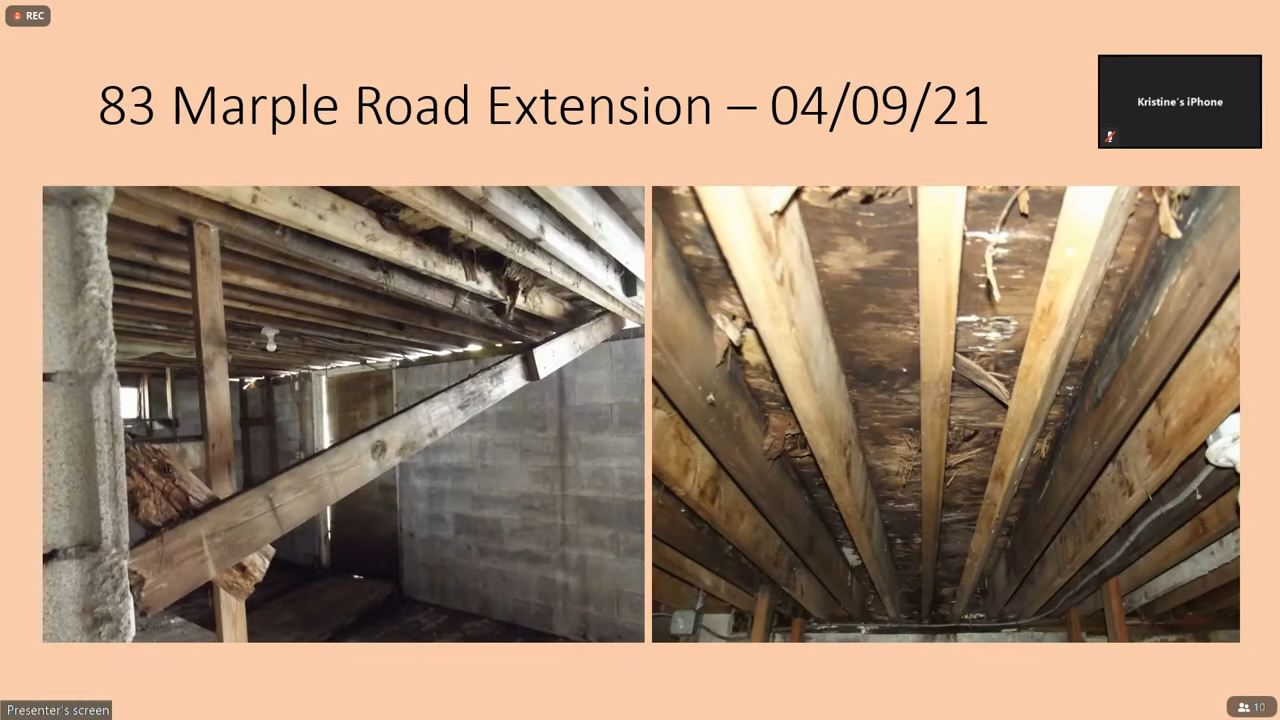 REC
83 Marple Road Extension – 04/09/21
Kristine's iPhone
Presenter's screen
10